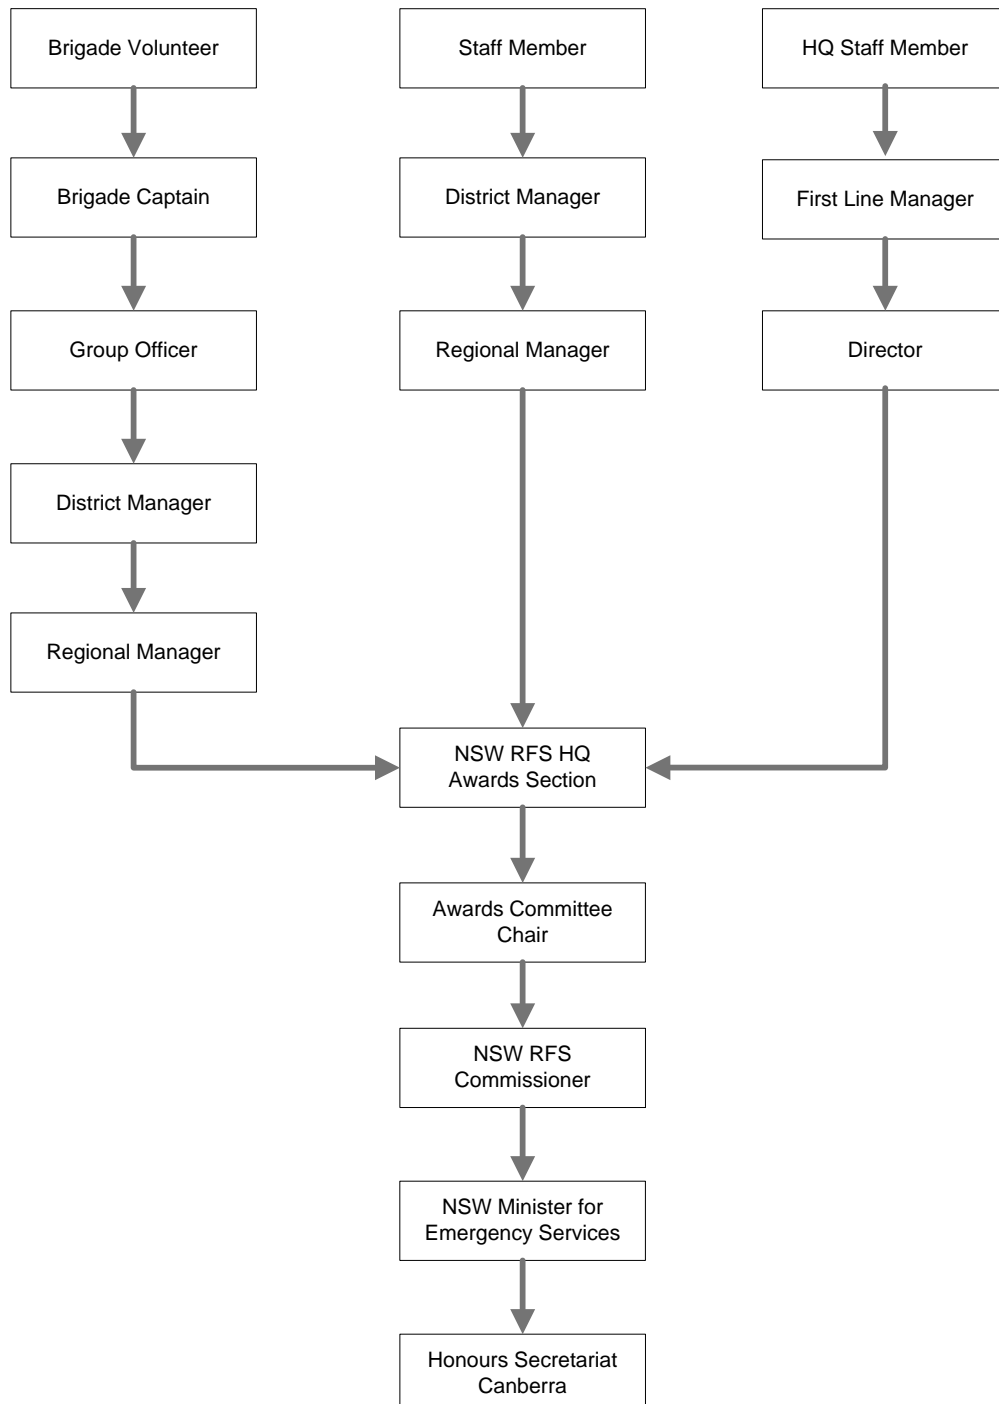 Brigade Volunteer
Staff Member
HQ Staff Member
Brigade Captain
District Manager
First Line Manager
Group Officer
Regional Manager
Director
District Manager
Regional Manager
NSW RFS HQ
Awards Section
Awards Committee
Chair
NSW RFS
Commissioner
NSW Minister for
Emergency Services
Honours Secretariat
Canberra